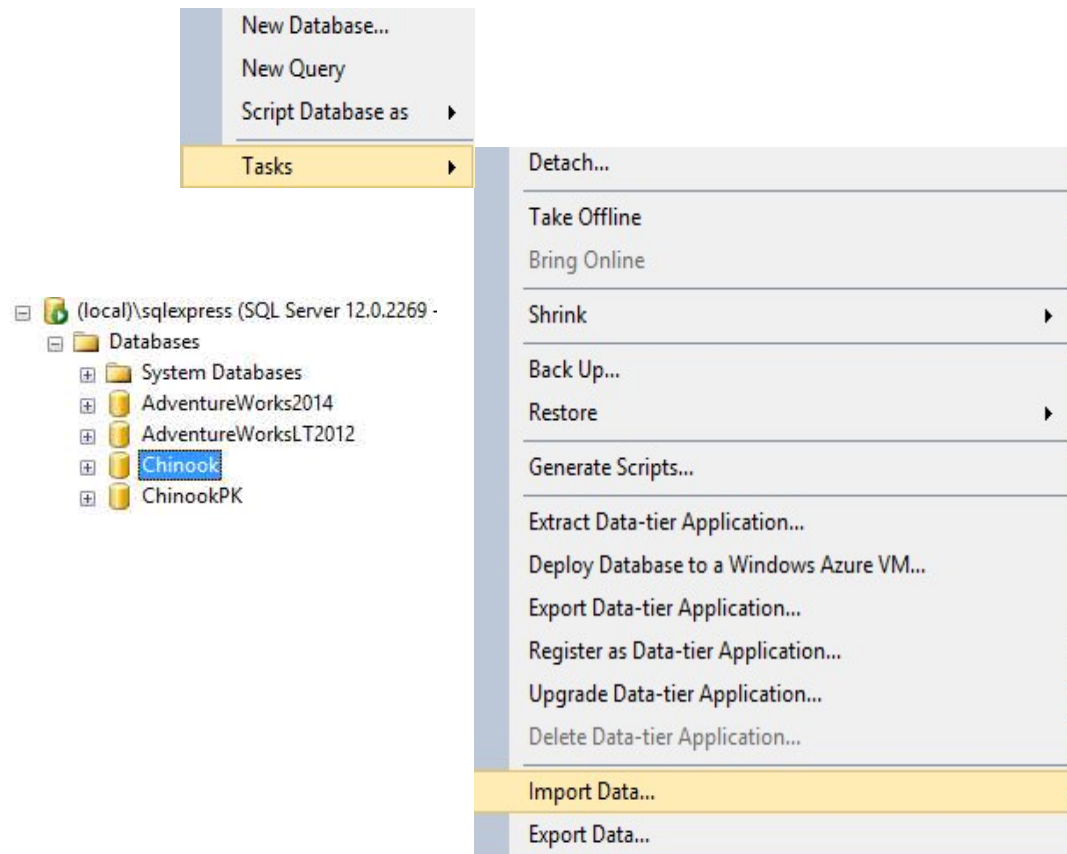 New Database...
New Query
Script Database as
Tasks
Detach...
Take Offline
Bring Online
Shrink
Back Up...
Restore
Generate Scripts...
Extract Data-tier Application...
Deploy Database to a Windows Azure VM...
Export Data-tier Application...
Register as Data-tier Application...
Upgrade Data-tier Application...
Delete Data-tier Application...
Import Data...
Export Data...
(local)\sqlexpress (SQL Server 12.0.2269 -
Databases
System Databases
AdventureWorks2014
AdventureWorksLT2012
Chinook
ChinookPK